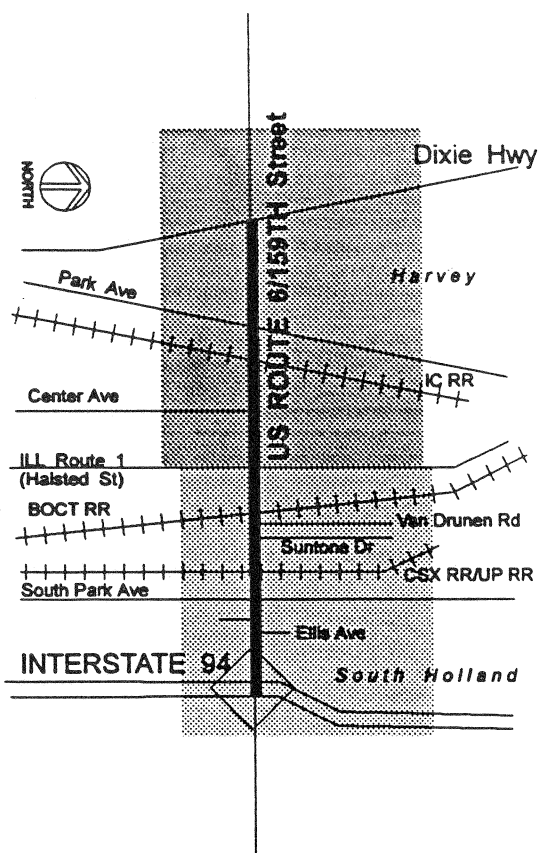 US ROUTE 6/159TH Street
Dixie Hwy
NORTH
Harvey
Park Ave
IC RR
Center Ave
ILL Route 1
(Halsted St)
BOCT RR
Van Drunen Rd
Suntone Dr
CSX RR/UP RR
South Park Ave
Ellis Ave
INTERSTATE 94
South Holland